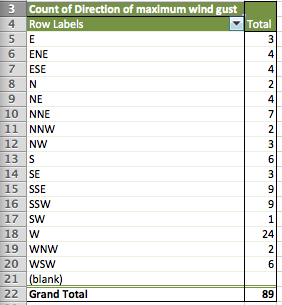 3 Count of Direction of maximum wind gust
4 Row Labels Total
5 E 3
6 ENE 4
7 ESE 4
8 N 2
9 NE 4
10 NNE 7
11 NNW 2
12 NW 3
13 S 6
14 SE 3
15 SSE 9
16 SSW 9
17 SW 1
18 W 24
19 WNW 2
20 WSW 6
21 (blank)
22 Grand Total 89